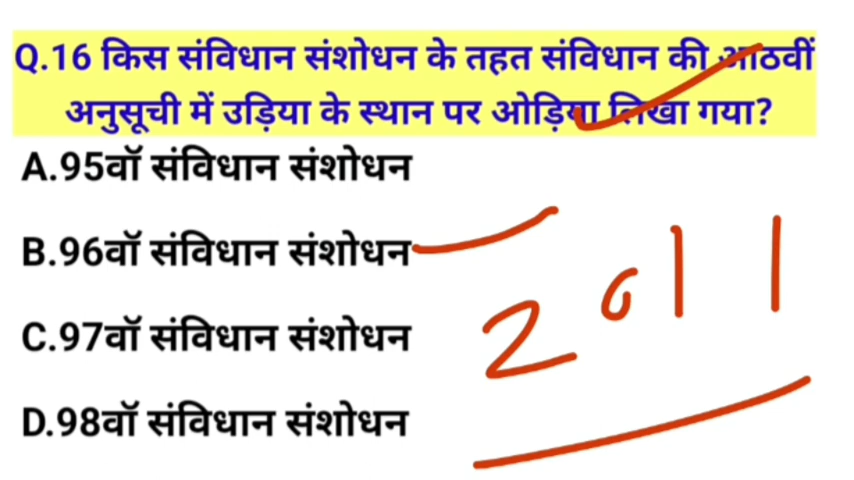 Q.16 किस संविधान संशोधन के तहत संविधान की आठवीं
अनुसूची में उड़िया के स्थान पर ओड़िया लिखा गया?
A.95वॉ संविधान संशोधन
B.96वॉ संविधान संशोधन
2011
C.97वॉ संविधान संशोधन
D.98वॉ संविधान संशोधन